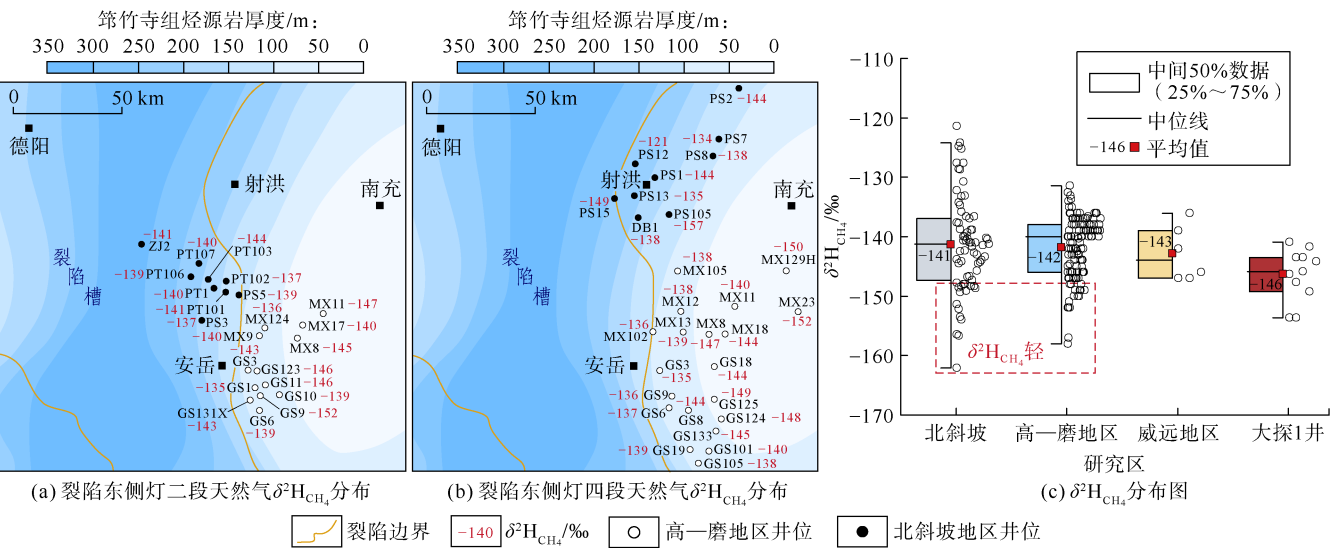 筇竹寺组烃源岩厚度/m：
350 300 250 200 150 100 50 0
0 50 km
德阳
射洪
南充
裂陷槽
安岳
-141
ZJ2
-140
PT107
-144
PT103
-139 PT106
PT102 -137
-140 PT1
PS5 -139
-141 PT101
-137 PS3
-136
MX124
MX11 -147
MX17 -140
-140 MX9
MX8 -145
-143
GS3
GS123 -146
-135 GS1
GS11 -146
GS10 -139
GS131X
-143
GS9 -152
GS6
-139
(a) 裂陷东侧灯二段天然气δ²H_CH₄分布
筇竹寺组烃源岩厚度/m：
350 300 250 200 150 100 50 0
0 50 km
德阳
射洪
南充
裂陷槽
安岳
PS2 -144
-134 PS7
-121
PS12
PS8 -138
PS1 -144
-149
PS15
PS13 -135
PS105
-157
DB1
-138
-150
MX129H
-138
MX105
-138
MX12
-140
MX11
MX23
-152
-136
MX102
MX13
-139
MX8
-147
MX18
-144
GS3
-135
GS18
-144
-136 GS9
-137 GS6
-144
GS8
-149
GS125
GS124 -148
GS133
-145
-139 GS19
GS101 -140
GS105 -138
(b) 裂陷东侧灯四段天然气δ²H_CH₄分布
δ²H_CH₄/‰
-110
-120
-130
-140
-150
-160
-170
中间50%数据
(25%～75%)
中位线
-146 平均值
-141
-142
-143
-146
δ²H_CH₄轻
北斜坡 高—磨地区 威远地区 大探1井
研究区
(c) δ²H_CH₄分布图
裂陷边界
-140 δ²H_CH₄/‰
高—磨地区井位
北斜坡地区井位